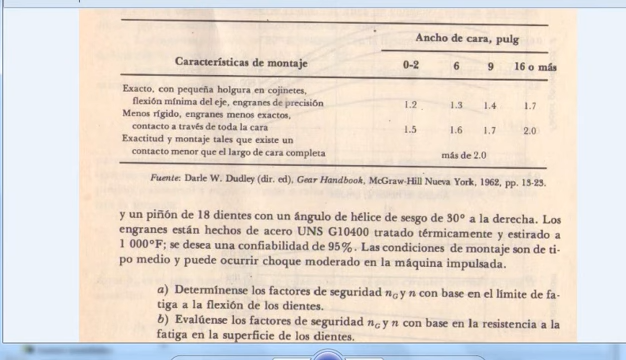 Ancho de cara, pulg
Características de montaje 0-2 6 9 16 o más
Exacto, con pequeña holgura en cojinetes,
flexión mínima del eje, engranes de precisión 1.2 1.3 1.4 1.7
Menos rígido, engranes menos exactos,
contacto a través de toda la cara 1.5 1.6 1.7 2.0
Exactitud y montaje tales que existe un
contacto menor que el largo de cara completa más de 2.0
Fuente: Darle W. Dudley (dir. ed), Gear Handbook, McGraw-Hill Nueva York, 1962, pp. 13-23.
y un piñón de 18 dientes con un ángulo de hélice de sesgo de 30° a la derecha. Los
engranes están hechos de acero UNS G10400 tratado térmicamente y estirado a
1 000°F; se desea una confiabilidad de 95%. Las condiciones de montaje son de ti-
po medio y puede ocurrir choque moderado en la máquina impulsada.
a) Determínense los factores de seguridad nG y n con base en el límite de fa-
tiga a la flexión de los dientes.
b) Evalúense los factores de seguridad nG y n con base en la resistencia a la
fatiga en la superficie de los dientes.